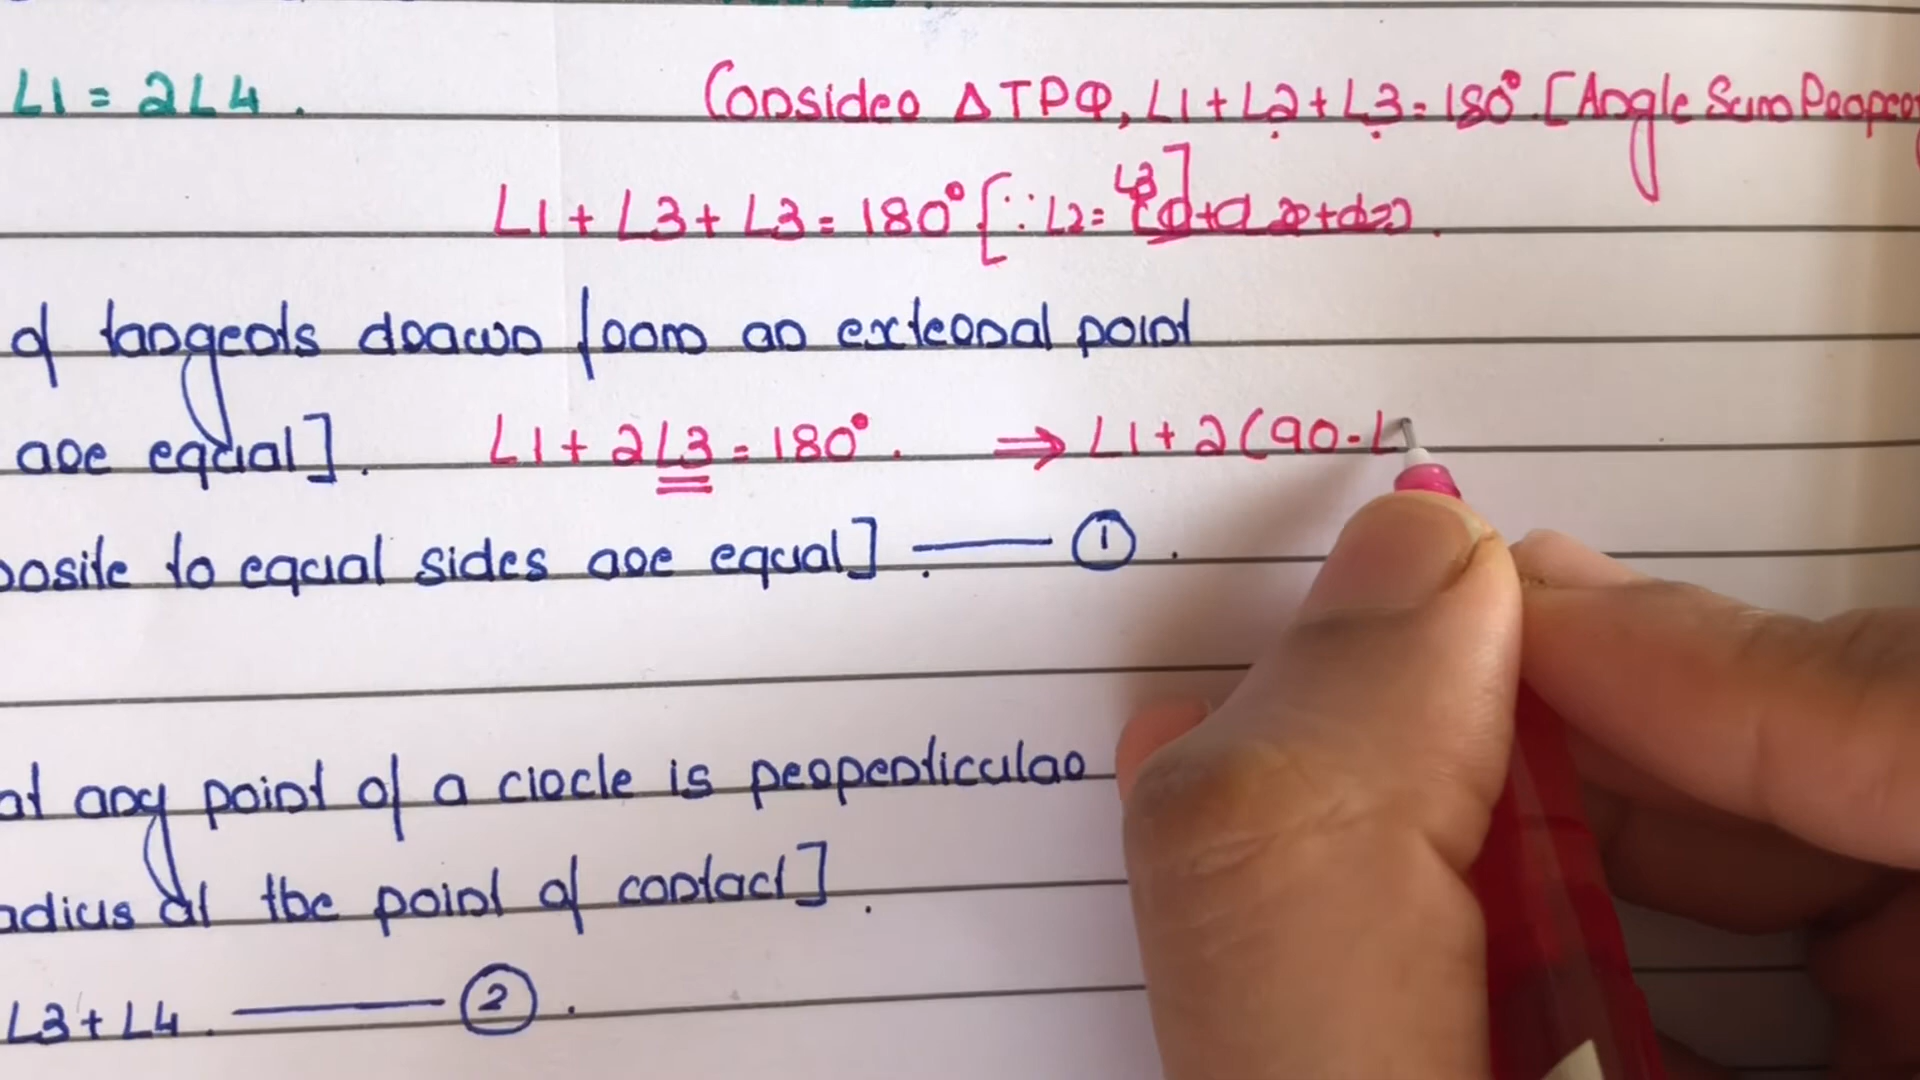 ∠1 = 2∠4.
Consider △TPQ, ∠1 + ∠2 + ∠3 = 180°. [Angle Sum Proper
∠1 + ∠3 + ∠3 = 180° [∵ ∠2 = ∠3]
of tangents drawn from an external point
are equal]. ∠1 + 2∠3 = 180°. ⇒ ∠1 + 2(90 - ∠
posite to equal sides are equal]. —— ①.
at any point of a circle is perpendicular
adius at the point of contact].
∠3 + ∠4. —— ②.